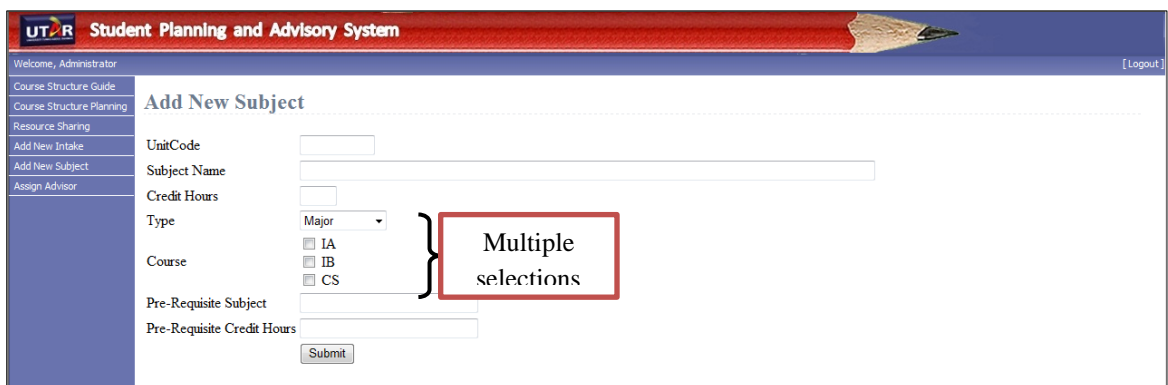 UTAR Student Planning and Advisory System
Welcome, Administrator [Logout]
Course Structure Guide
Course Structure Planning
Resource Sharing
Add New Intake
Add New Subject
Assign Advisor
Add New Subject
UnitCode
Subject Name
Credit Hours
Type Major
Course
IA
IB
CS
Pre-Requisite Subject
Pre-Requisite Credit Hours
Submit
Multiple
selections